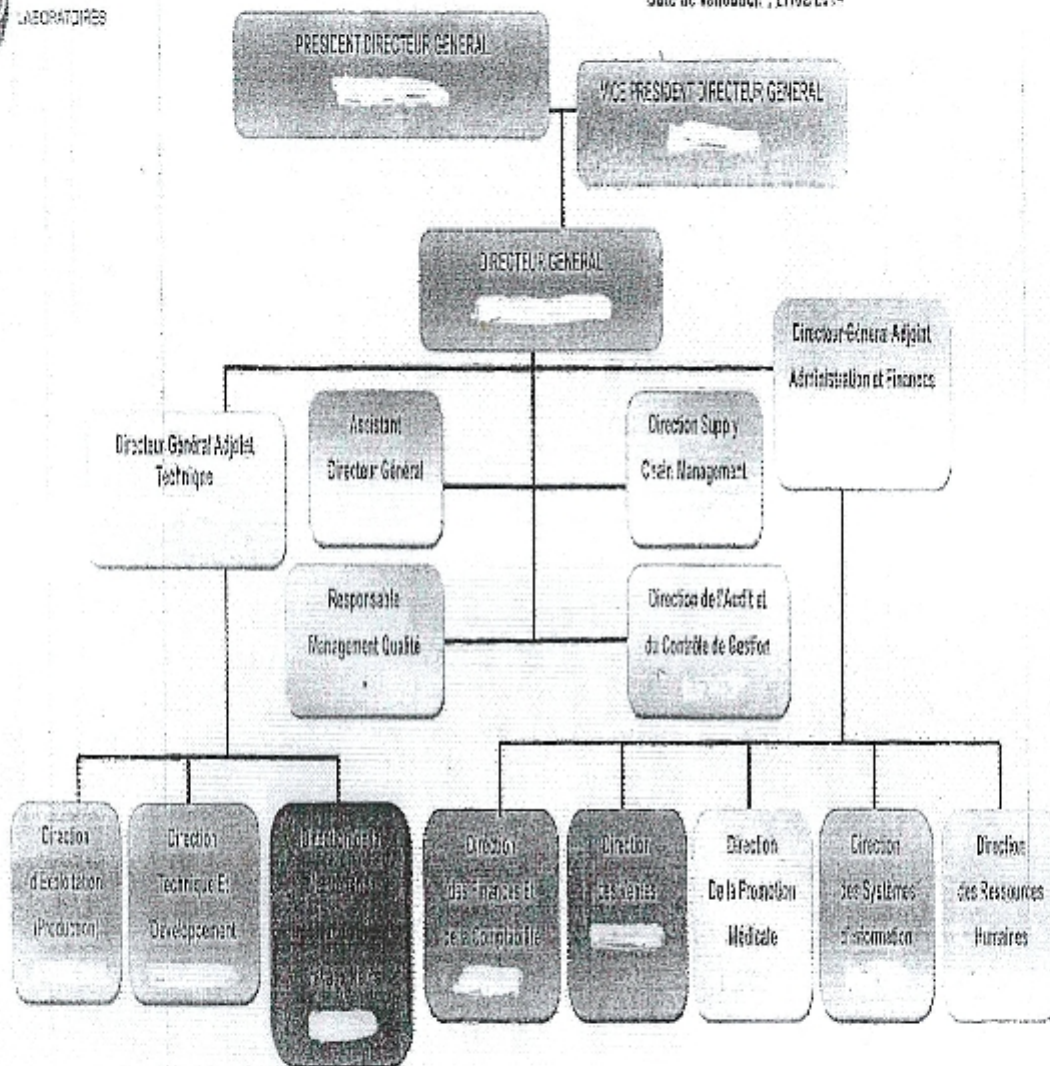 LABORATOIRES
PRESIDENT DIRECTEUR GENERAL
VICE PRESIDENT DIRECTEUR GENERAL
DIRECTEUR GENERAL
Directeur Général Adjoint
Administration et Finances
Directeur Général Adjoint
Technique
Assistant
Directeur Général
Direction Supply
Chain Management
Responsable
Management Qualité
Direction de l'Audit et
du Contrôle de Gestion
Direction
d'Exploitation
(Production)
Direction
Technique Et
Développement
Direction de la
Direction
des Finances Et
de la Comptabilité
Direction
des Ventes
Direction
De la Promotion
Médicale
Direction
des Systèmes
d'Information
Direction
des Ressources
Humaines